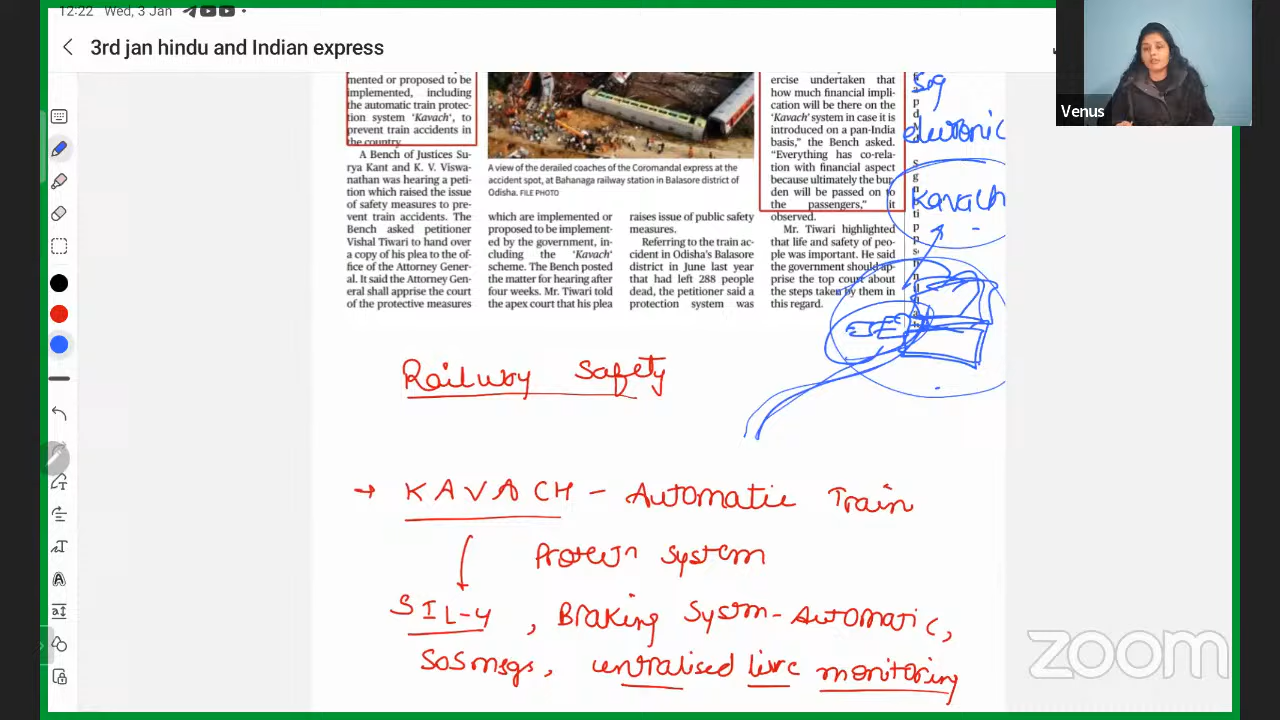 12:22 Wed, 3 Jan
3rd jan hindu and Indian express
Venus
mented or proposed to be
implemented, including
the automatic train protec-
tion system 'Kavach', to
prevent train accidents in
the country.
A Bench of Justices Su-
rya Kant and K. V. Viswa-
nathan was hearing a peti-
tion which raised the issue
of safety measures to pre-
vent train accidents. The
Bench asked petitioner
Vishal Tiwari to hand over
a copy of his plea to the of-
fice of the Attorney Gener-
al. It said the Attorney Gen-
eral shall apprise the court
of the protective measures
A view of the derailed coaches of the Coromandal express at the
accident spot, at Bahanaga railway station in Balasore district of
Odisha. FILE PHOTO
which are implemented or
proposed to be implement-
ed by the government, in-
cluding the 'Kavach'
scheme. The Bench posted
the matter for hearing after
four weeks. Mr. Tiwari told
the apex court that his plea
raises issue of public safety
measures.
Referring to the train ac-
cident in Odisha's Balasore
district in June last year
that had left 288 people
dead, the petitioner said a
protection system was
ercise undertaken that
how much financial impli-
cation will be there on the
'Kavach' system in case it is
introduced on a pan-India
basis," the Bench asked.
"Everything has co-rela-
tion with financial aspect
because ultimately the bur-
den will be passed on to
the passengers," it
observed.
Mr. Tiwari highlighted
that life and safety of peo-
ple was important. He said
the government should ap-
prise the top court about
the steps taken by them in
this regard.
electronic
Kavach
Railway Safety
→ KAVACH - Automatic Train
Protectn System
SIL-4, Braking System-Automatic,
SOS msgs, centralised live monitoring
zoom